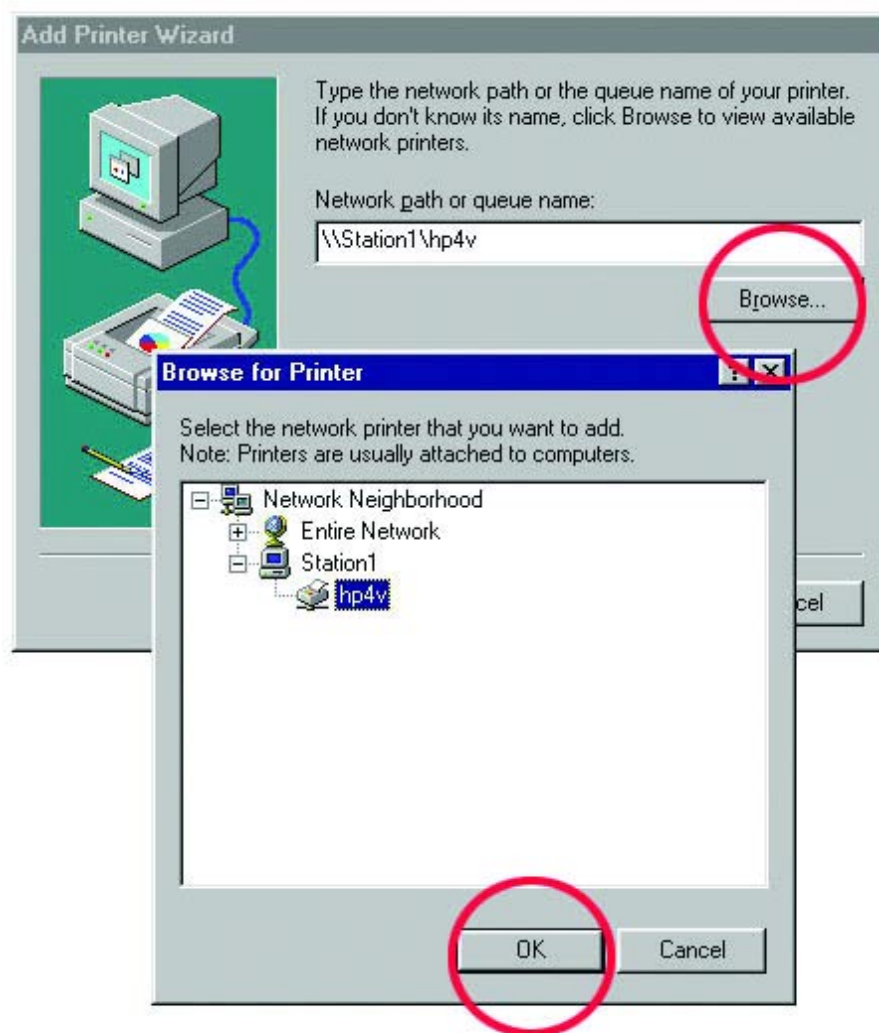 Add Printer Wizard
Type the network path or the queue name of your printer.
If you don't know its name, click Browse to view available
network printers.
Network path or queue name:
\\Station1\hp4v
Browse...
Browse for Printer
Select the network printer that you want to add.
Note: Printers are usually attached to computers.
Network Neighborhood
Entire Network
Station1
hp4v
cel
OK
Cancel